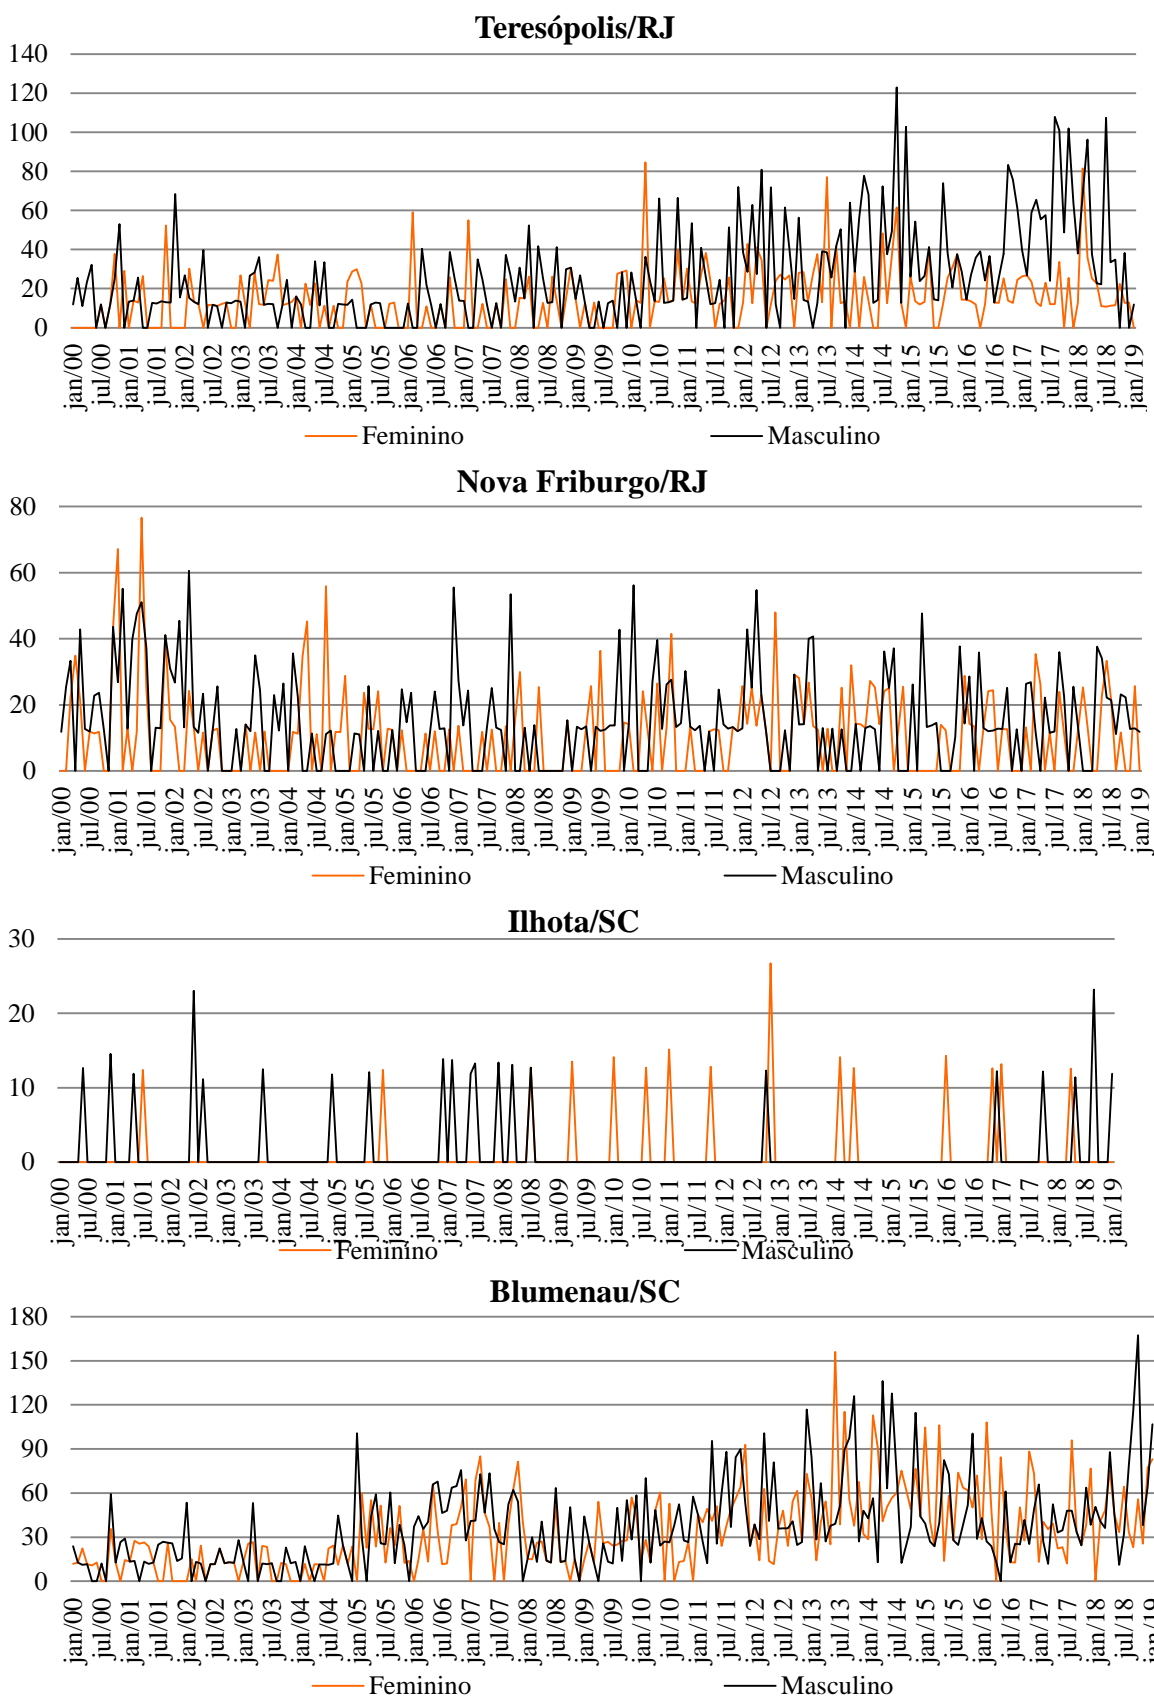 Teresópolis/RJ
140
120
100
80
60
40
20
0
jan/00 jul/00 jan/01 jul/01 jan/02 jul/02 jan/03 jul/03 jan/04 jul/04 jan/05 jul/05 jan/06 jul/06 jan/07 jul/07 jan/08 jul/08 jan/09 jul/09 jan/10 jul/10 jan/11 jul/11 jan/12 jul/12 jan/13 jul/13 jan/14 jul/14 jan/15 jul/15 jan/16 jul/16 jan/17 jul/17 jan/18 jul/18 jan/19
Feminino Masculino
Nova Friburgo/RJ
80
60
40
20
0
jan/00 jul/00 jan/01 jul/01 jan/02 jul/02 jan/03 jul/03 jan/04 jul/04 jan/05 jul/05 jan/06 jul/06 jan/07 jul/07 jan/08 jul/08 jan/09 jul/09 jan/10 jul/10 jan/11 jul/11 jan/12 jul/12 jan/13 jul/13 jan/14 jul/14 jan/15 jul/15 jan/16 jul/16 jan/17 jul/17 jan/18 jul/18 jan/19
Feminino Masculino
Ilhota/SC
30
20
10
0
jan/00 jul/00 jan/01 jul/01 jan/02 jul/02 jan/03 jul/03 jan/04 jul/04 jan/05 jul/05 jan/06 jul/06 jan/07 jul/07 jan/08 jul/08 jan/09 jul/09 jan/10 jul/10 jan/11 jul/11 jan/12 jul/12 jan/13 jul/13 jan/14 jul/14 jan/15 jul/15 jan/16 jul/16 jan/17 jul/17 jan/18 jul/18 jan/19
Feminino Masculino
Blumenau/SC
180
150
120
90
60
30
0
jan/00 jul/00 jan/01 jul/01 jan/02 jul/02 jan/03 jul/03 jan/04 jul/04 jan/05 jul/05 jan/06 jul/06 jan/07 jul/07 jan/08 jul/08 jan/09 jul/09 jan/10 jul/10 jan/11 jul/11 jan/12 jul/12 jan/13 jul/13 jan/14 jul/14 jan/15 jul/15 jan/16 jul/16 jan/17 jul/17 jan/18 jul/18 jan/19
Feminino Masculino